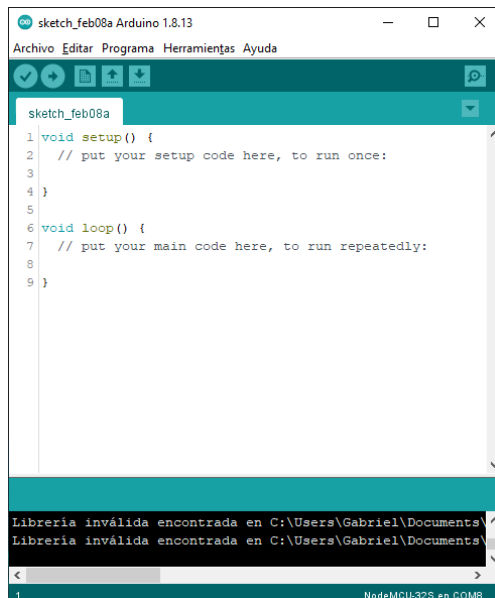 sketch_feb08a Arduino 1.8.13
Archivo Editar Programa Herramientas Ayuda
sketch_feb08a
1 void setup() {
2 // put your setup code here, to run once:
3
4 }
5
6 void loop() {
7 // put your main code here, to run repeatedly:
8
9 }
Librería inválida encontrada en C:\Users\Gabriel\Documents\
Librería inválida encontrada en C:\Users\Gabriel\Documents\
1 NodeMCU-32S en COM8